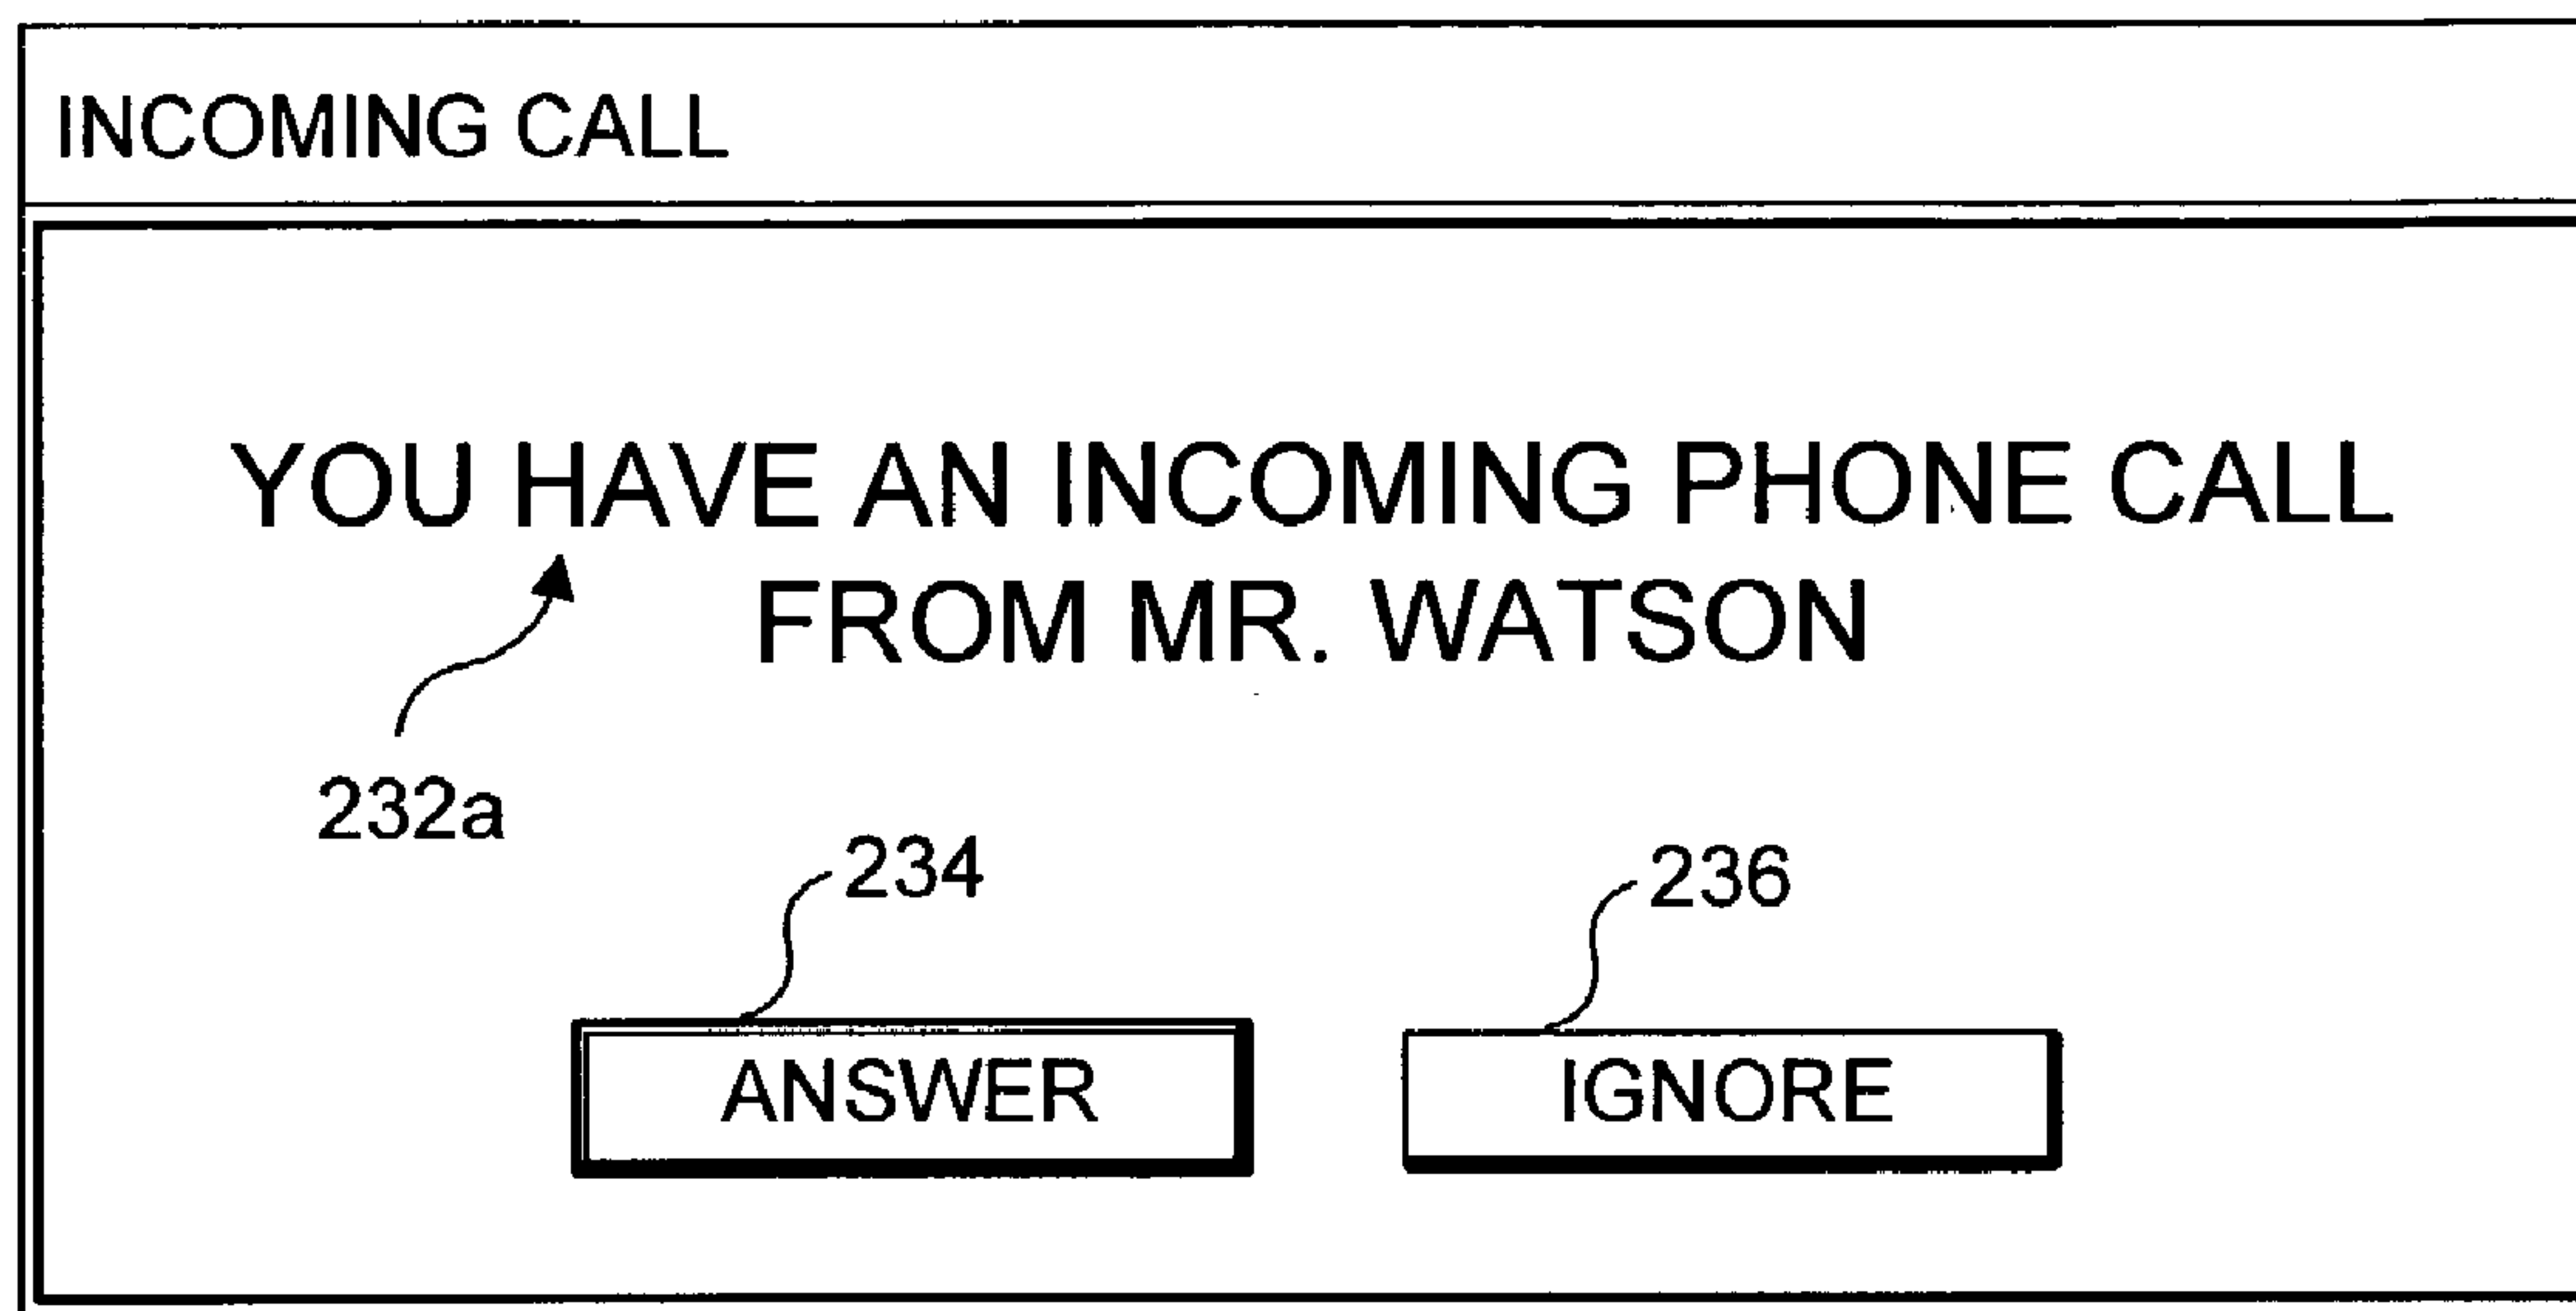 INCOMING CALL
YOU HAVE AN INCOMING PHONE CALL
FROM MR. WATSON
232a
234
236
ANSWER
IGNORE